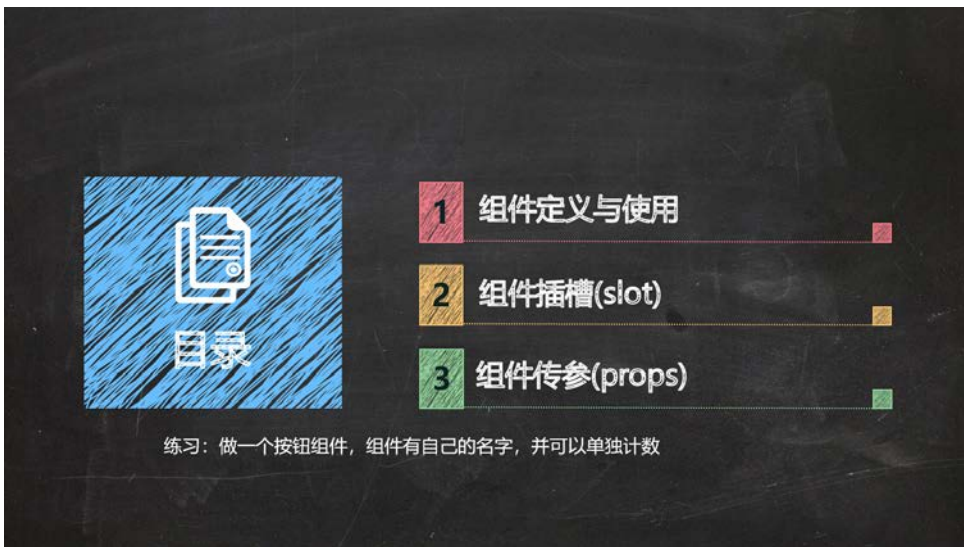 目录
1 组件定义与使用
2 组件插槽(slot)
3 组件传参(props)
练习：做一个按钮组件，组件有自己的名字，并可以单独计数